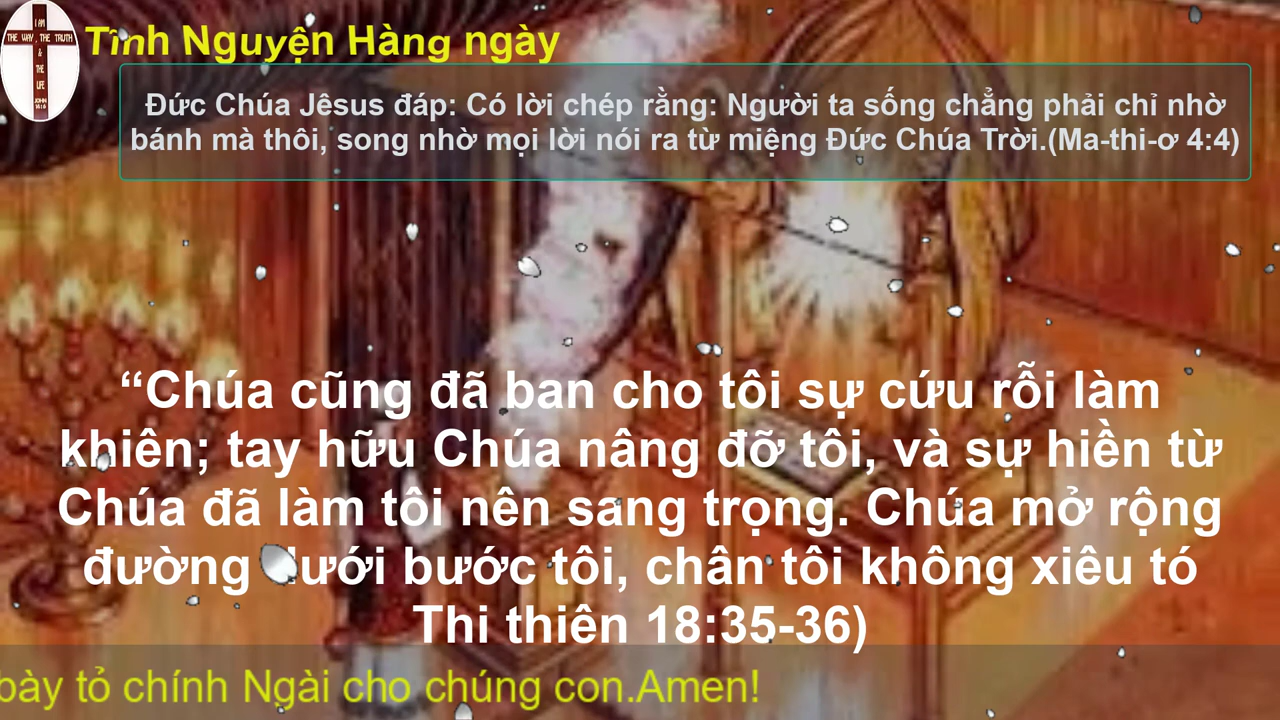 I AM
THE WAY, THE TRUTH
&
THE
LIFE
JOHN
14:6
Tĩnh Nguyện Hàng ngày
Đức Chúa Jêsus đáp: Có lời chép rằng: Người ta sống chẳng phải chỉ nhờ
bánh mà thôi, song nhờ mọi lời nói ra từ miệng Đức Chúa Trời.(Ma-thi-ơ 4:4)
“Chúa cũng đã ban cho tôi sự cứu rỗi làm
khiên; tay hữu Chúa nâng đỡ tôi, và sự hiền từ
Chúa đã làm tôi nên sang trọng. Chúa mở rộng
đường dưới bước tôi, chân tôi không xiêu tó
Thi thiên 18:35-36)
bày tỏ chính Ngài cho chúng con.Amen!